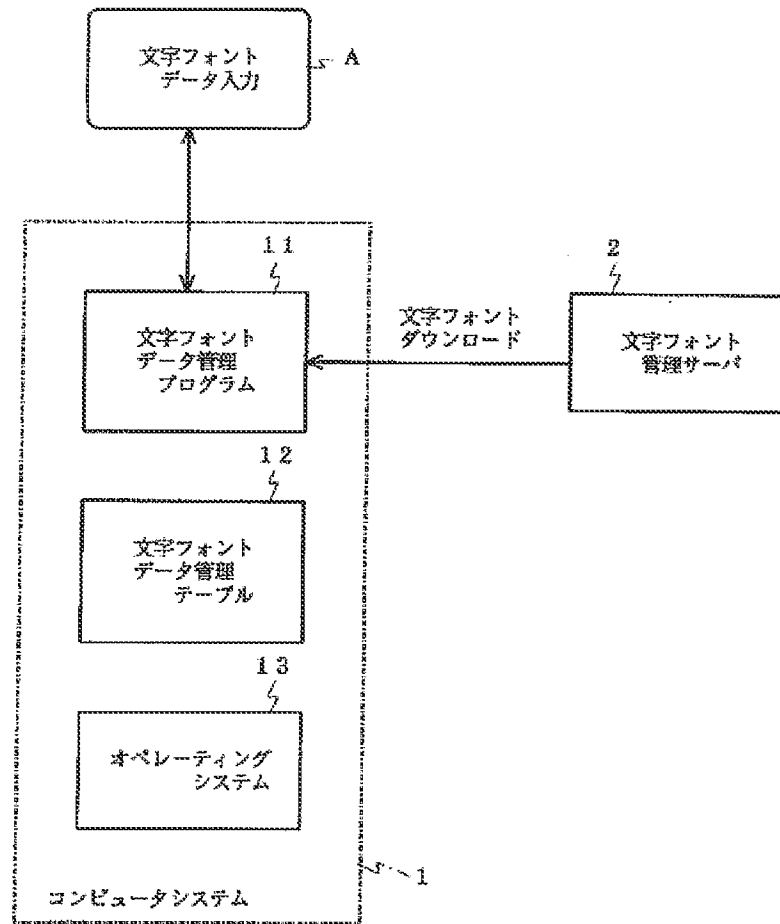 文字フォント
データ入力
A
11
文字フォント
データ管理
プログラム
文字フォント
ダウンロード
2
文字フォント
管理サーバ
12
文字フォント
データ管理
テーブル
13
オペレーティング
システム
コンピュータシステム
1